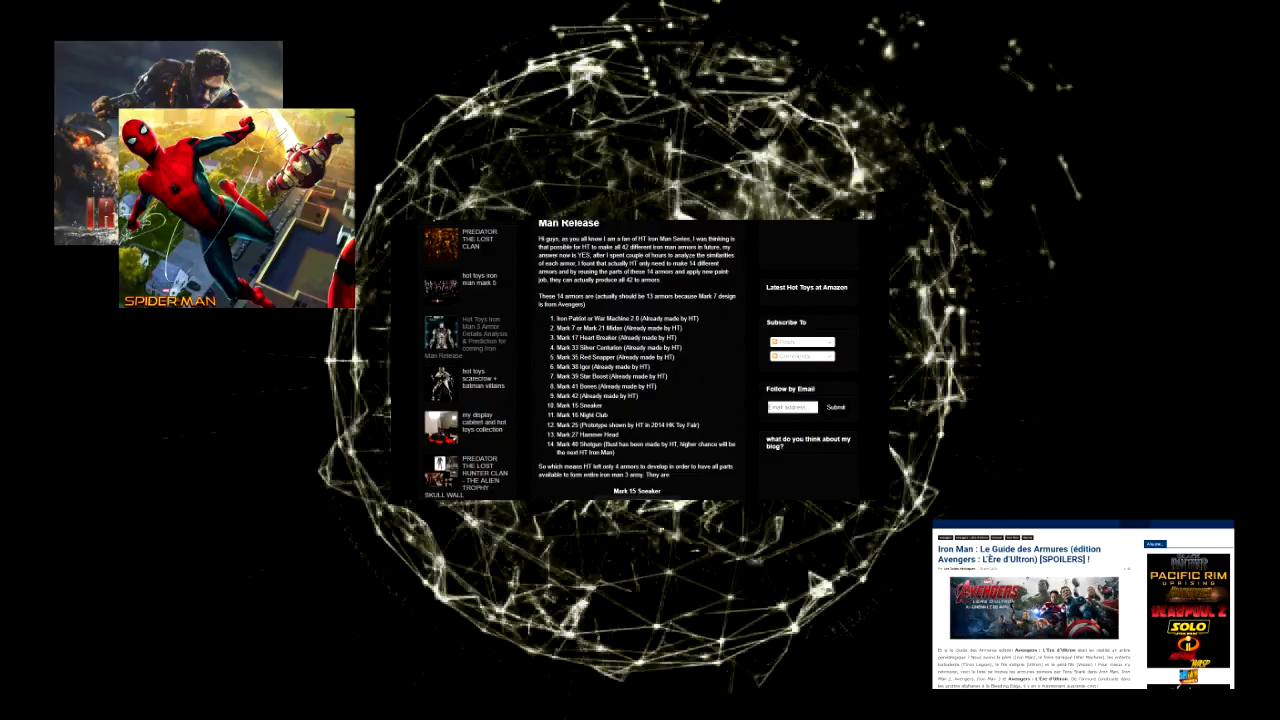 IR
SPIDER-MAN
PREDATOR
THE LOST
CLAN
hot toys iron
man mark 5
Hot Toys Iron
Man 3 Armor
Details Analysis
& Prediction for
coming Iron
Man Release
hot toys
scarecrow +
batman villains
my display
cabinet and hot
toys collection
PREDATOR
THE LOST
HUNTER CLAN
- THE ALIEN
TROPHY
SKULL WALL
Man Release
Hi guys, as you all know I am a fan of HT Iron Man Series, I was thinking is
that possible for HT to make all 42 different iron man armors in future, my
answer now is YES, after I spent couple of hours to analyze the similarities
of each armor, I found that actually HT only need to make 14 different
armors and by reusing the parts of these 14 armors and apply new paint-
job, they can actually produce all 42 to armors
These 14 armors are (actually should be 13 armors because Mark 7 design
is from Avengers)
1. Iron Patriot or War Machine 2.0 (Already made by HT)
2. Mark 7 or Mark 21 Midas (Already made by HT)
3. Mark 17 Heart Breaker (Already made by HT)
4. Mark 33 Silver Centurion (Already made by HT)
5. Mark 35 Red Snapper (Already made by HT)
6. Mark 38 Igor (Already made by HT)
7. Mark 39 Star Boost (Already made by HT)
8. Mark 41 Bones (Already made by HT)
9. Mark 42 (Already made by HT)
10. Mark 15 Sneaker
11. Mark 16 Night Club
12. Mark 25 (Prototype shown by HT in 2014 HK Toy Fair)
13. Mark 27 Hammer Head
14. Mark 40 Shotgun (Bust has been made by HT, higher chance will be
the next HT Iron Man)
So which means HT left only 4 armors to develop in order to have all parts
available to form entire iron man 3 army. They are
Mark 15 Sneaker
Latest Hot Toys at Amazon
Subscribe To
Posts
Comments
Follow by Email
Email address...
Submit
what do you think about my
blog?
Iron Man : Le Guide des Armures (édition
Avengers : L'Ère d'Ultron) [SPOILERS] !
AVENGERS
L'ÈRE D'ULTRON
PACIFIC RIM
UPRISING
DEADPOOL 2
SOLO
WASP